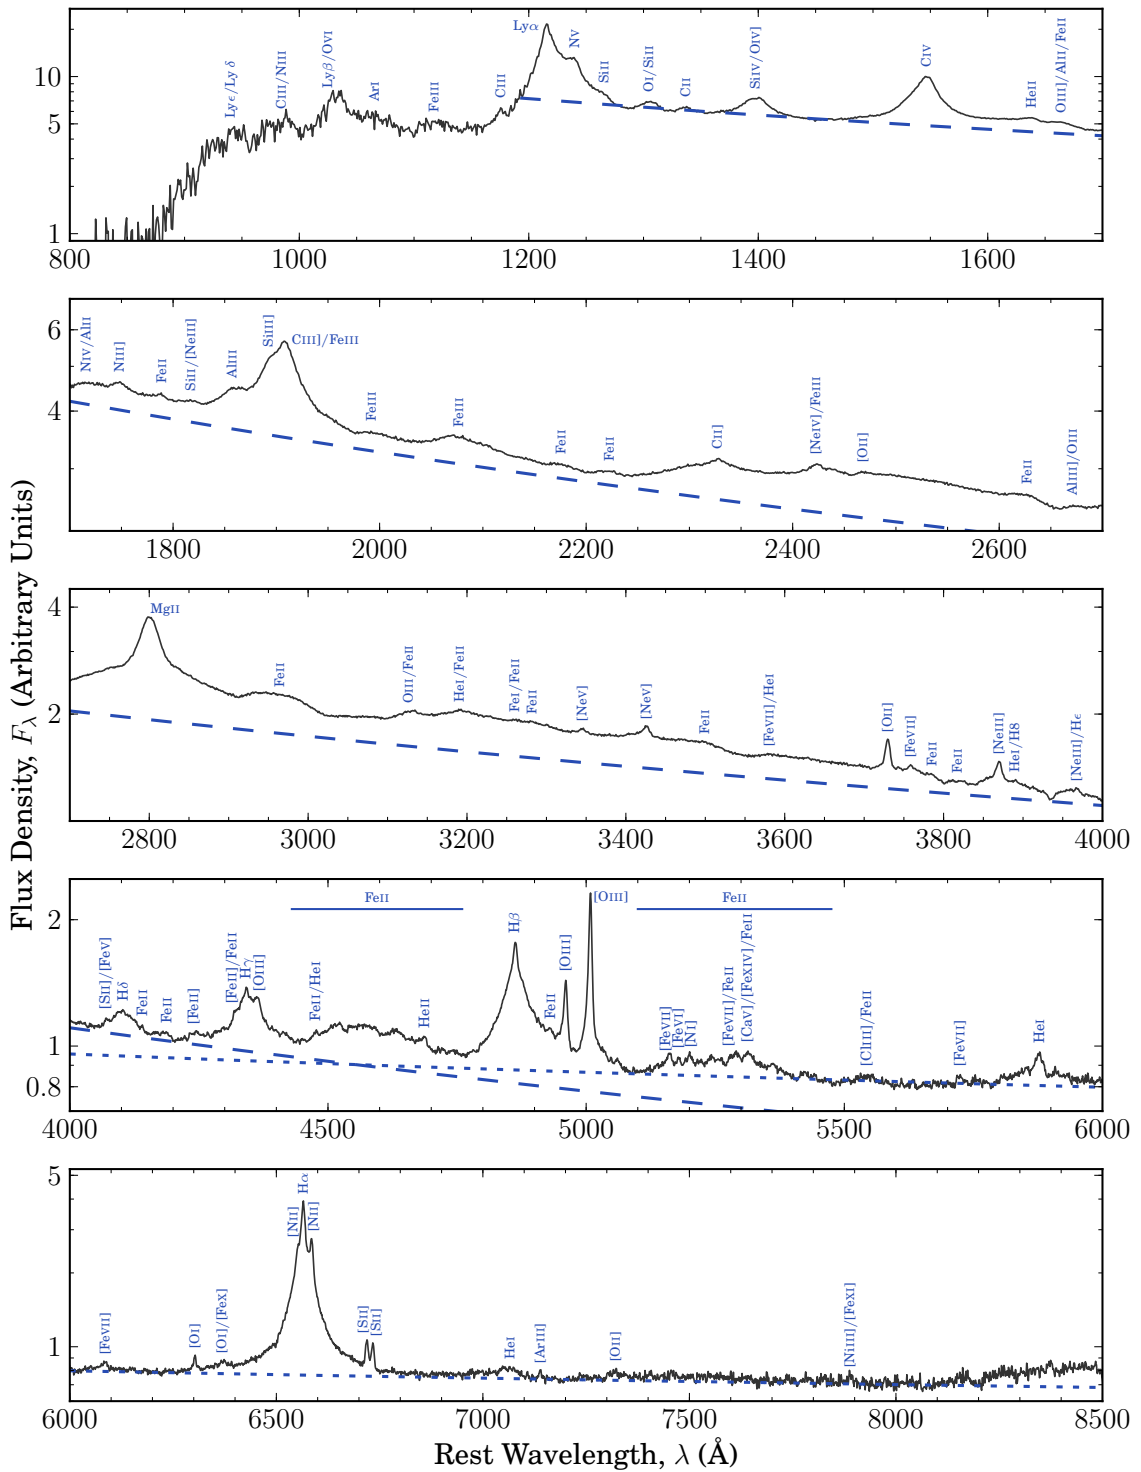 Flux Density, Fλ (Arbitrary Units)
10
5
1
Lyϵ/Lyδ
CIII/NIII
Lyβ/OVI
ArI
FeIII
CIII
Lyα
NV
SiII
OI/SiII
CII
SiIV/OIV]
CIV
HeII
OIII]/AlII/FeII
800 1000 1200 1400 1600
6
4
NIV/AlII
NIII]
FeII
SiII/[NeIII]
AlIII
SiIII]
CIII]/FeIII
FeIII
FeIII
FeII
FeII
CII]
[NeIV]/FeIII
[OII]
FeII
AlIII]/OIII
1800 2000 2200 2400 2600
4
2
MgII
FeII
OIII/FeII
HeI/FeII
FeI/FeII
FeII
[NeV]
[NeV]
FeII
[FeVII]/HeI
[OII]
[FeVII]
FeII
FeII
[NeIII]
HeI/H8
[NeIII]/Hϵ
2800 3000 3200 3400 3600 3800 4000
2
1
0.8
[SII]/[FeV]
Hδ
FeII
FeII
[FeII]
[FeII]/FeII
Hγ
[OIII]
FeII
FeII/HeI
HeII
Hβ
FeII
[OIII]
[OIII]
FeII
[FeVII]
[FeVI]
[NI]
[FeVII]/FeII
[CaV]/[FeXIV]/FeII
[ClIII]/FeII
[FeVII]
HeI
4000 4500 5000 5500 6000
5
1
[FeVII]
[OI]
[OI]/[FeX]
[NII]
Hα
[NII]
[SII]
[SII]
HeI
[ArIII]
[OII]
[NiIII]/[FeXI]
6000 6500 7000 7500 8000 8500
Rest Wavelength, λ (Å)